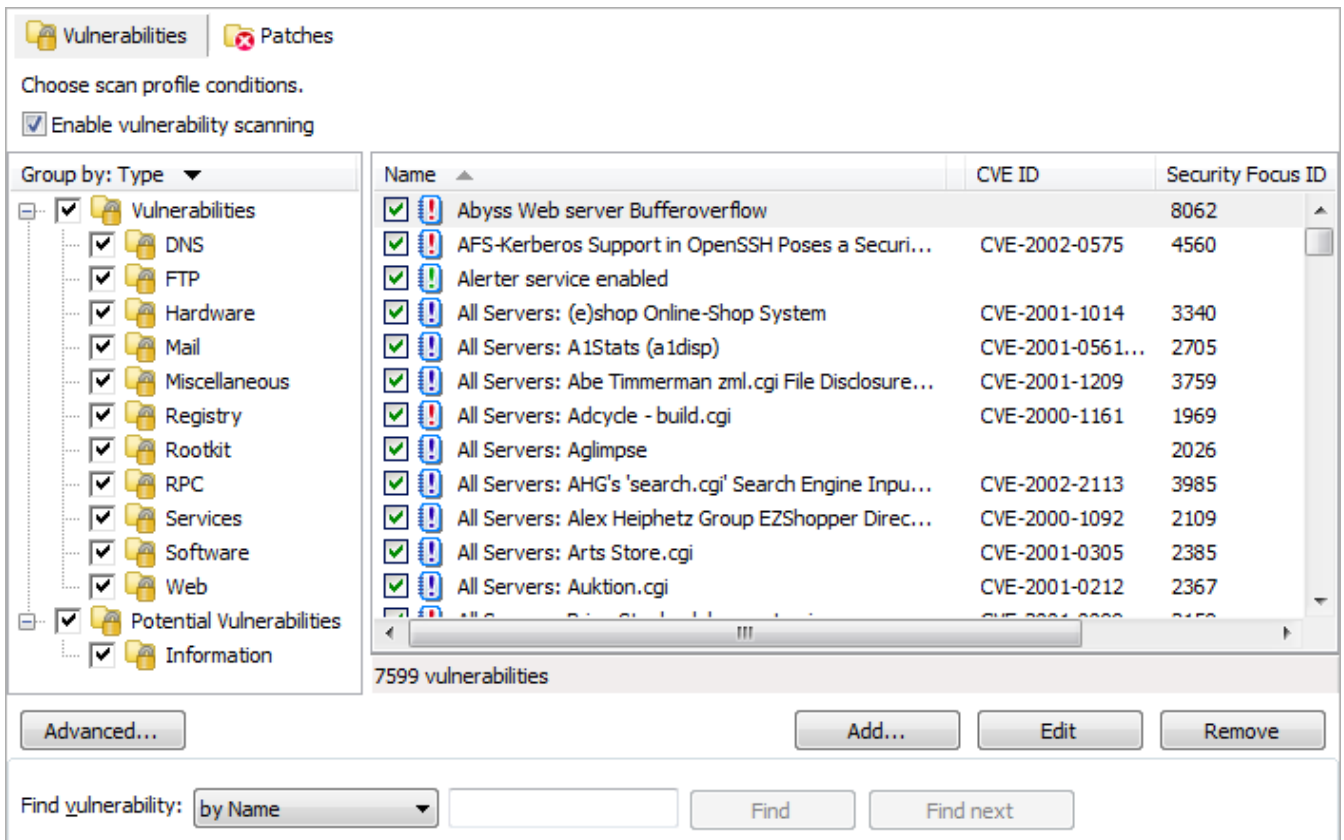 Vulnerabilities Patches
Choose scan profile conditions.
Enable vulnerability scanning
Group by: Type
Vulnerabilities
DNS
FTP
Hardware
Mail
Miscellaneous
Registry
Rootkit
RPC
Services
Software
Web
Potential Vulnerabilities
Information
Name CVE ID Security Focus ID
Abyss Web server Bufferoverflow 8062
AFS-Kerberos Support in OpenSSH Poses a Securi... CVE-2002-0575 4560
Alerter service enabled
All Servers: (e)shop Online-Shop System CVE-2001-1014 3340
All Servers: A1Stats (a1disp) CVE-2001-0561... 2705
All Servers: Abe Timmerman zml.cgi File Disclosure... CVE-2001-1209 3759
All Servers: Adcycle - build.cgi CVE-2000-1161 1969
All Servers: Aglimpse 2026
All Servers: AHG's 'search.cgi' Search Engine Inpu... CVE-2002-2113 3985
All Servers: Alex Heiphetz Group EZShopper Direc... CVE-2000-1092 2109
All Servers: Arts Store.cgi CVE-2001-0305 2385
All Servers: Auktion.cgi CVE-2001-0212 2367
7599 vulnerabilities
Advanced... Add... Edit Remove
Find vulnerability: by Name Find Find next